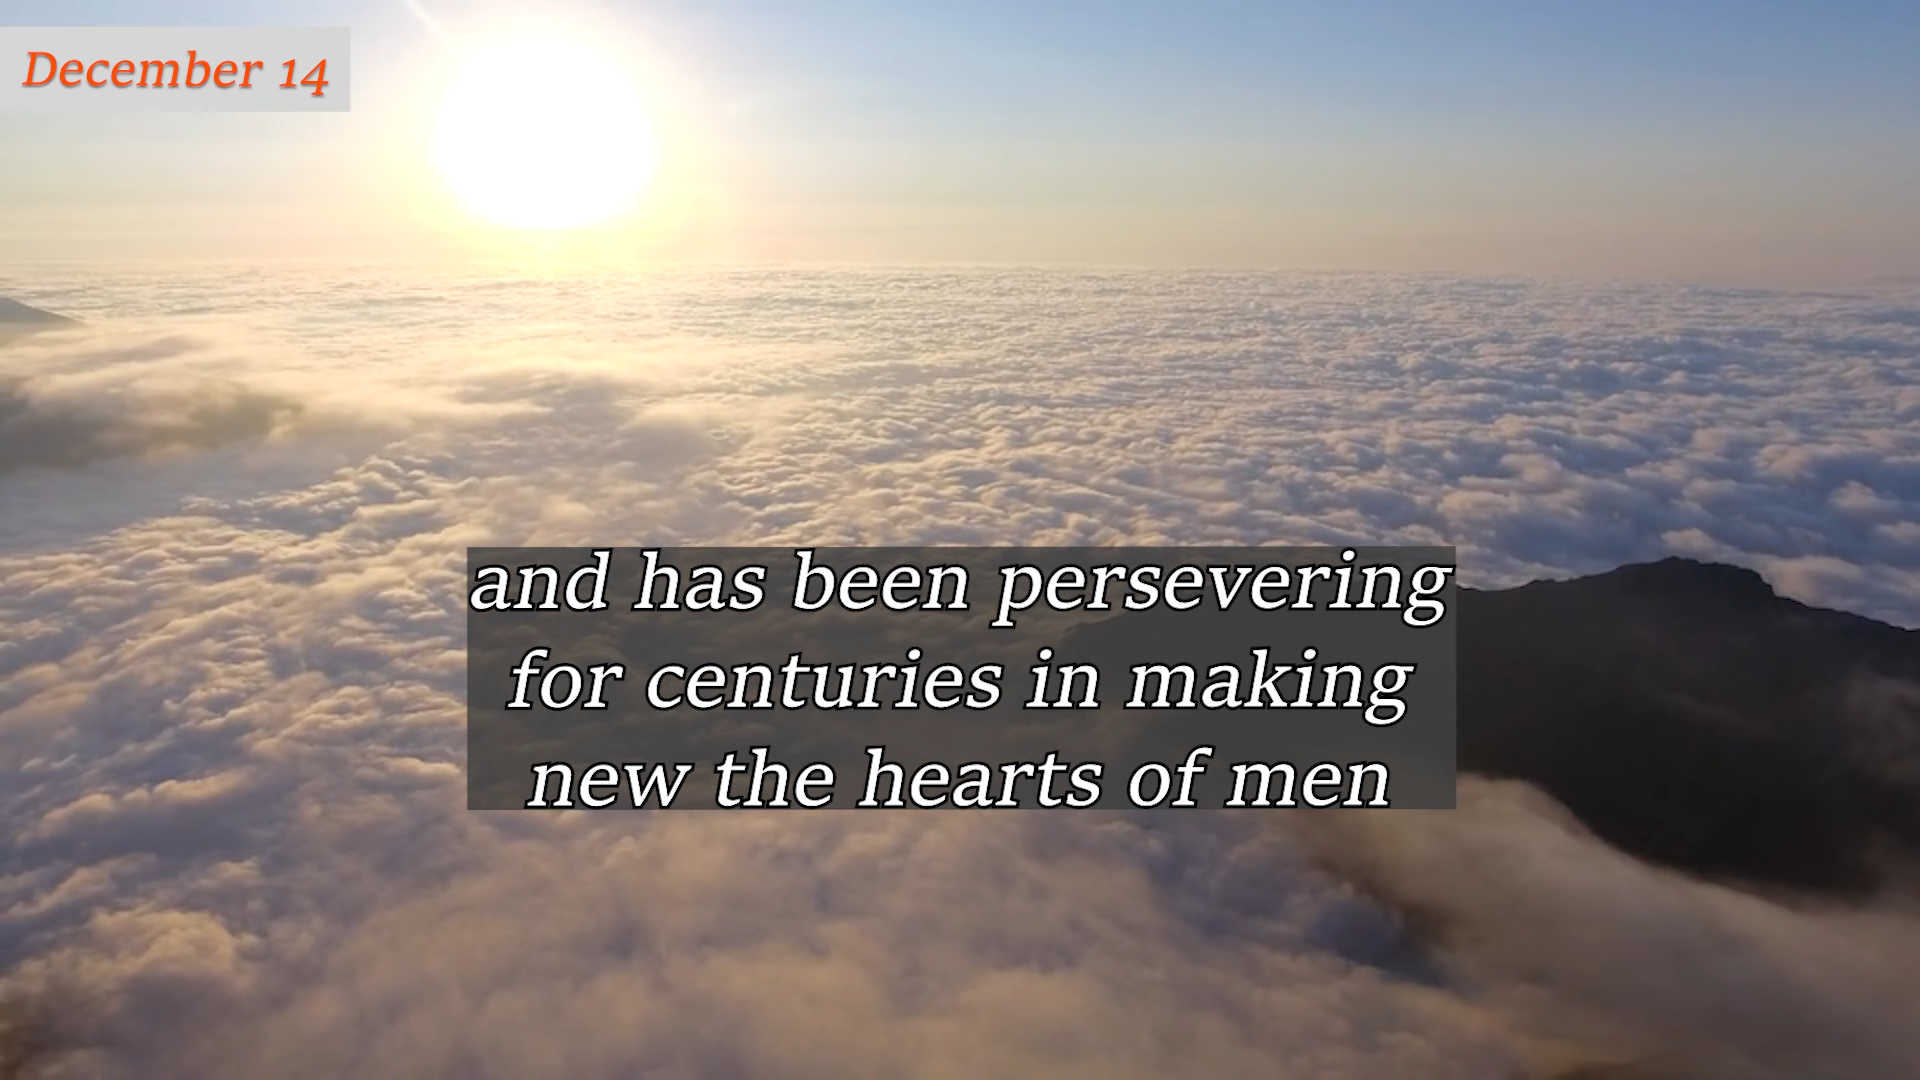 December 14
and has been persevering
for centuries in making
new the hearts of men